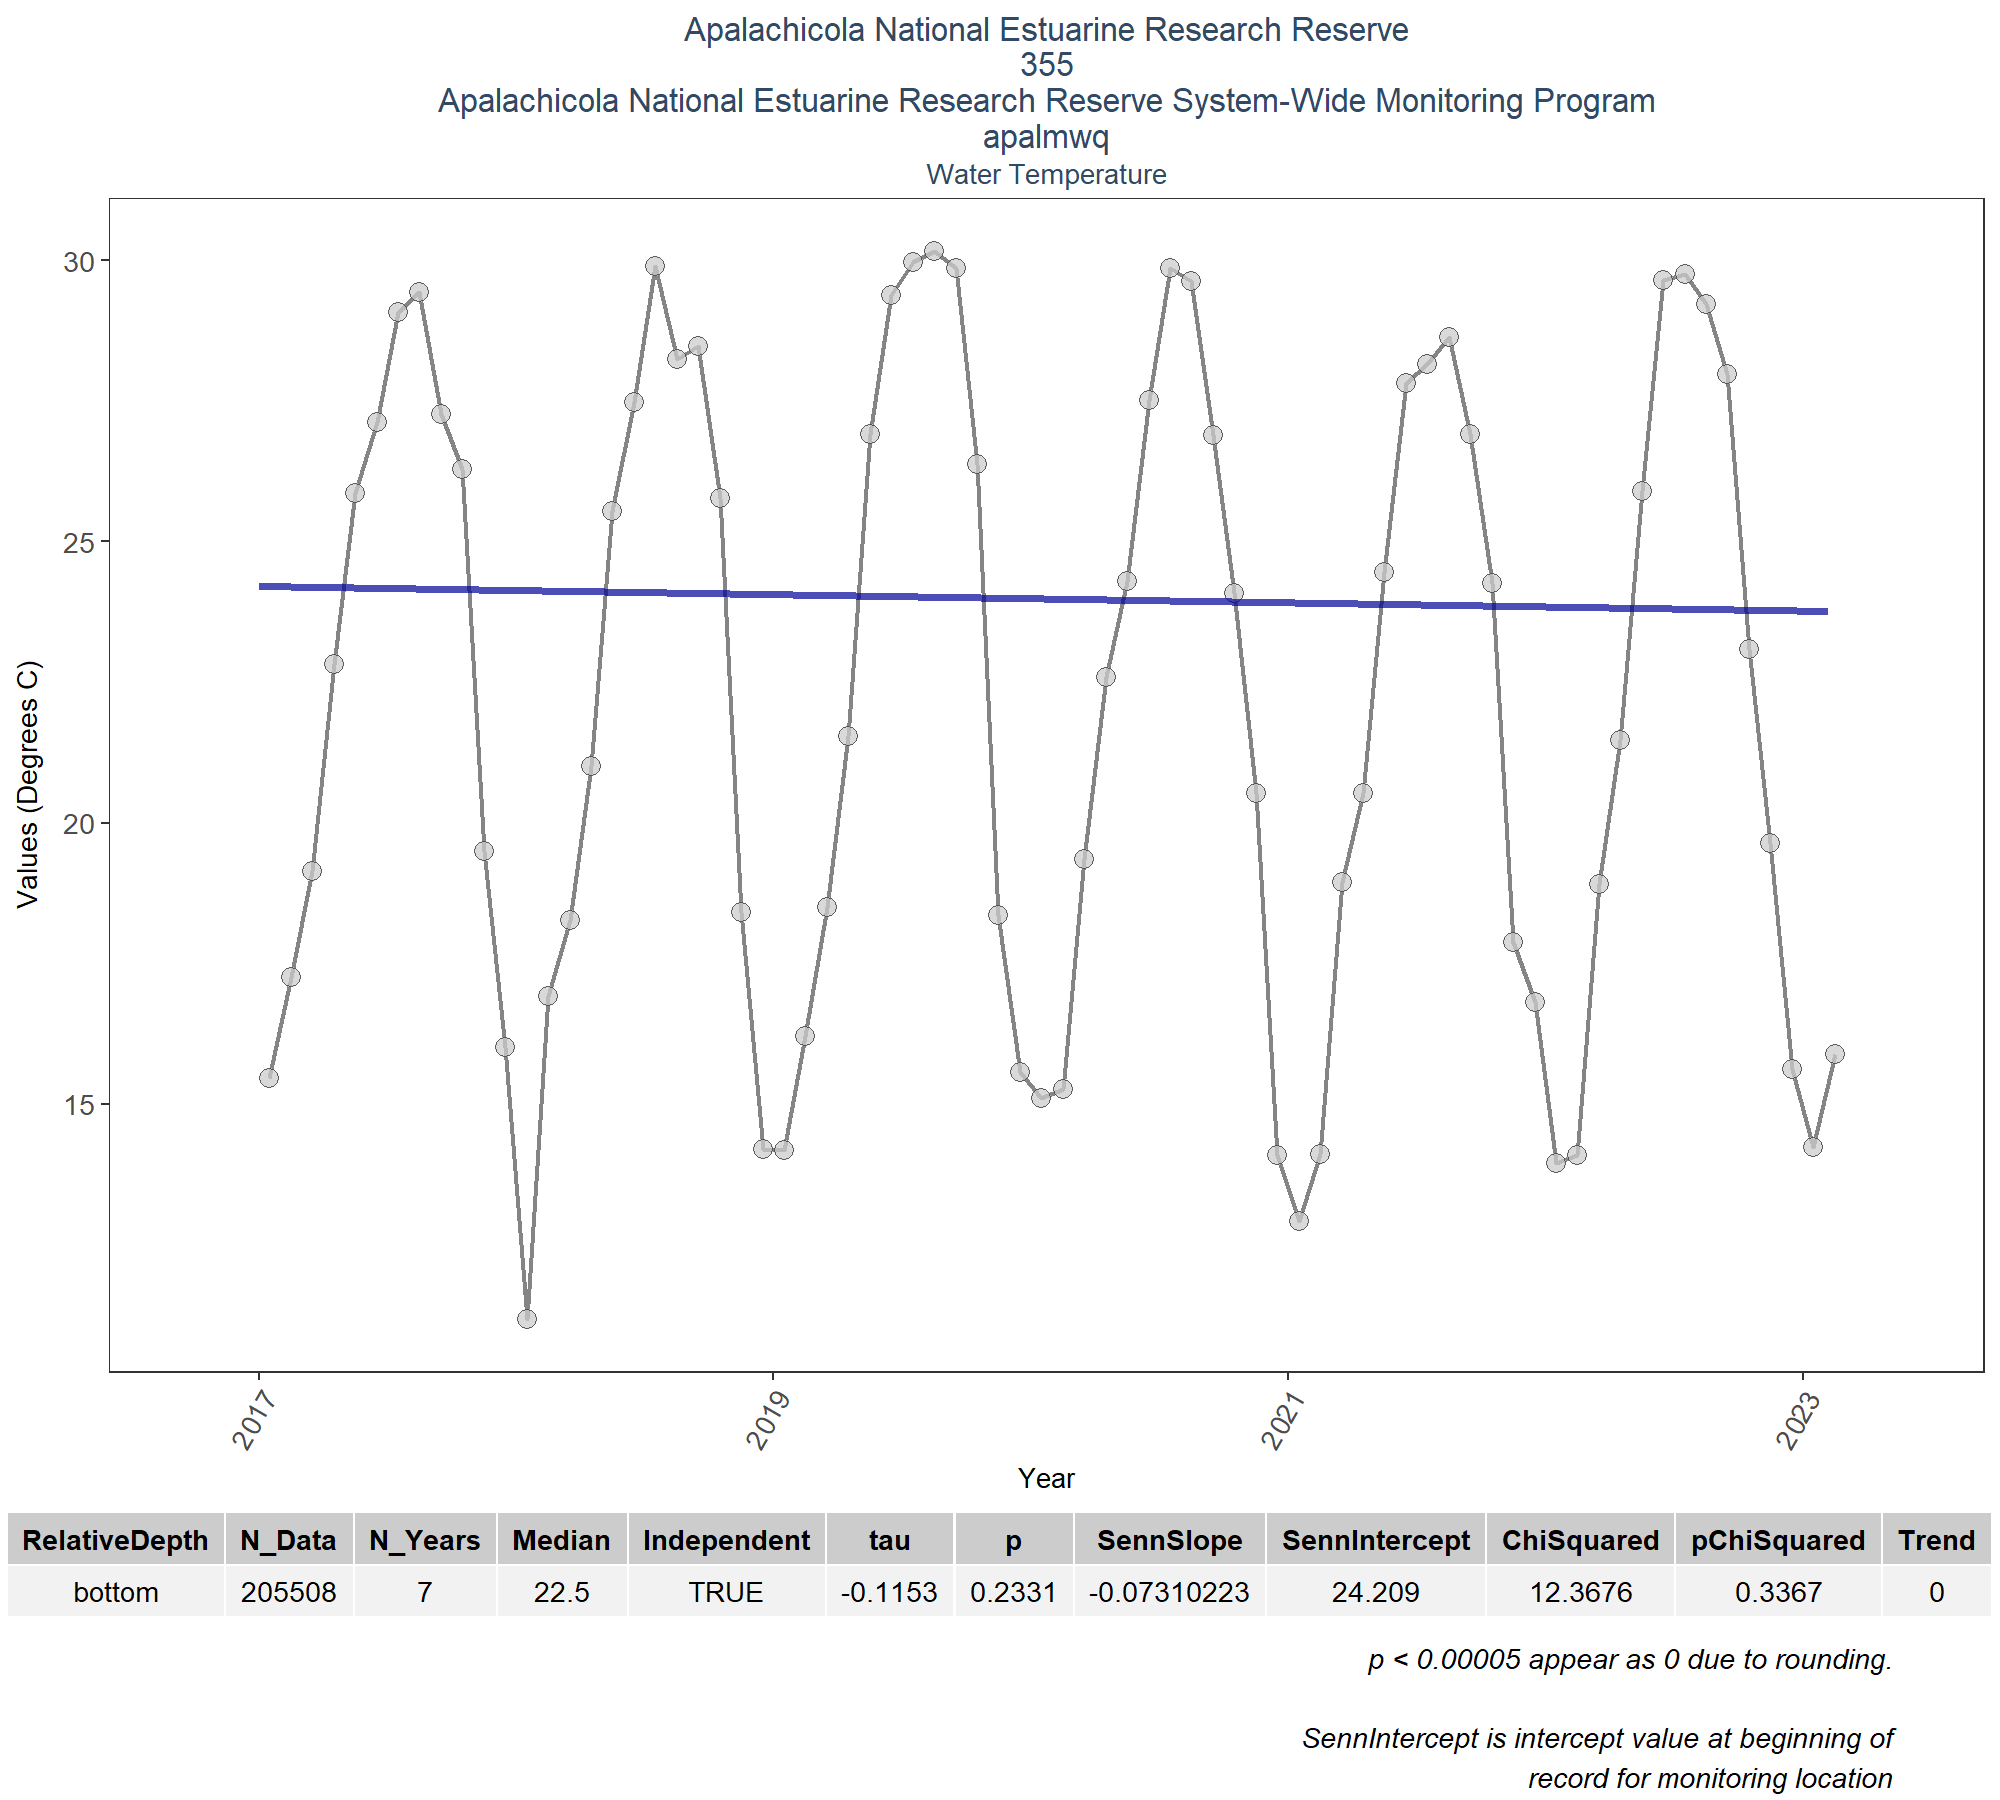 Apalachicola National Estuarine Research Reserve
355
Apalachicola National Estuarine Research Reserve System-Wide Monitoring Program
apalmwq
Water Temperature
30
25
20
15
Values (Degrees C)
2017 2019 2021 2023
Year
RelativeDepth N_Data N_Years Median Independent tau p SennSlope SennIntercept ChiSquared pChiSquared Trend
bottom 205508 7 22.5 TRUE -0.1153 0.2331 -0.07310223 24.209 12.3676 0.3367 0
p < 0.00005 appear as 0 due to rounding.
SennIntercept is intercept value at beginning of
record for monitoring location